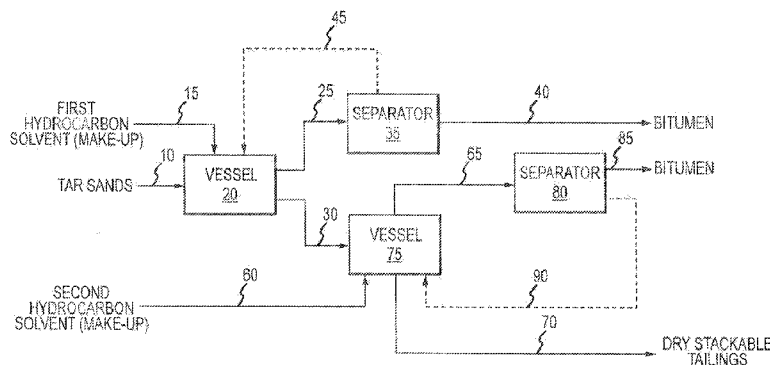 45
15
25
40
FIRST
HYDROCARBON
SOLVENT (MAKE-UP)
SEPARATOR
35
BITUMEN
85
10
65
BITUMEN
TAR SANDS
VESSEL
20
SEPARATOR
80
30
VESSEL
75
60
90
SECOND
HYDROCARBON
SOLVENT (MAKE-UP)
70
DRY STACKABLE
TAILINGS